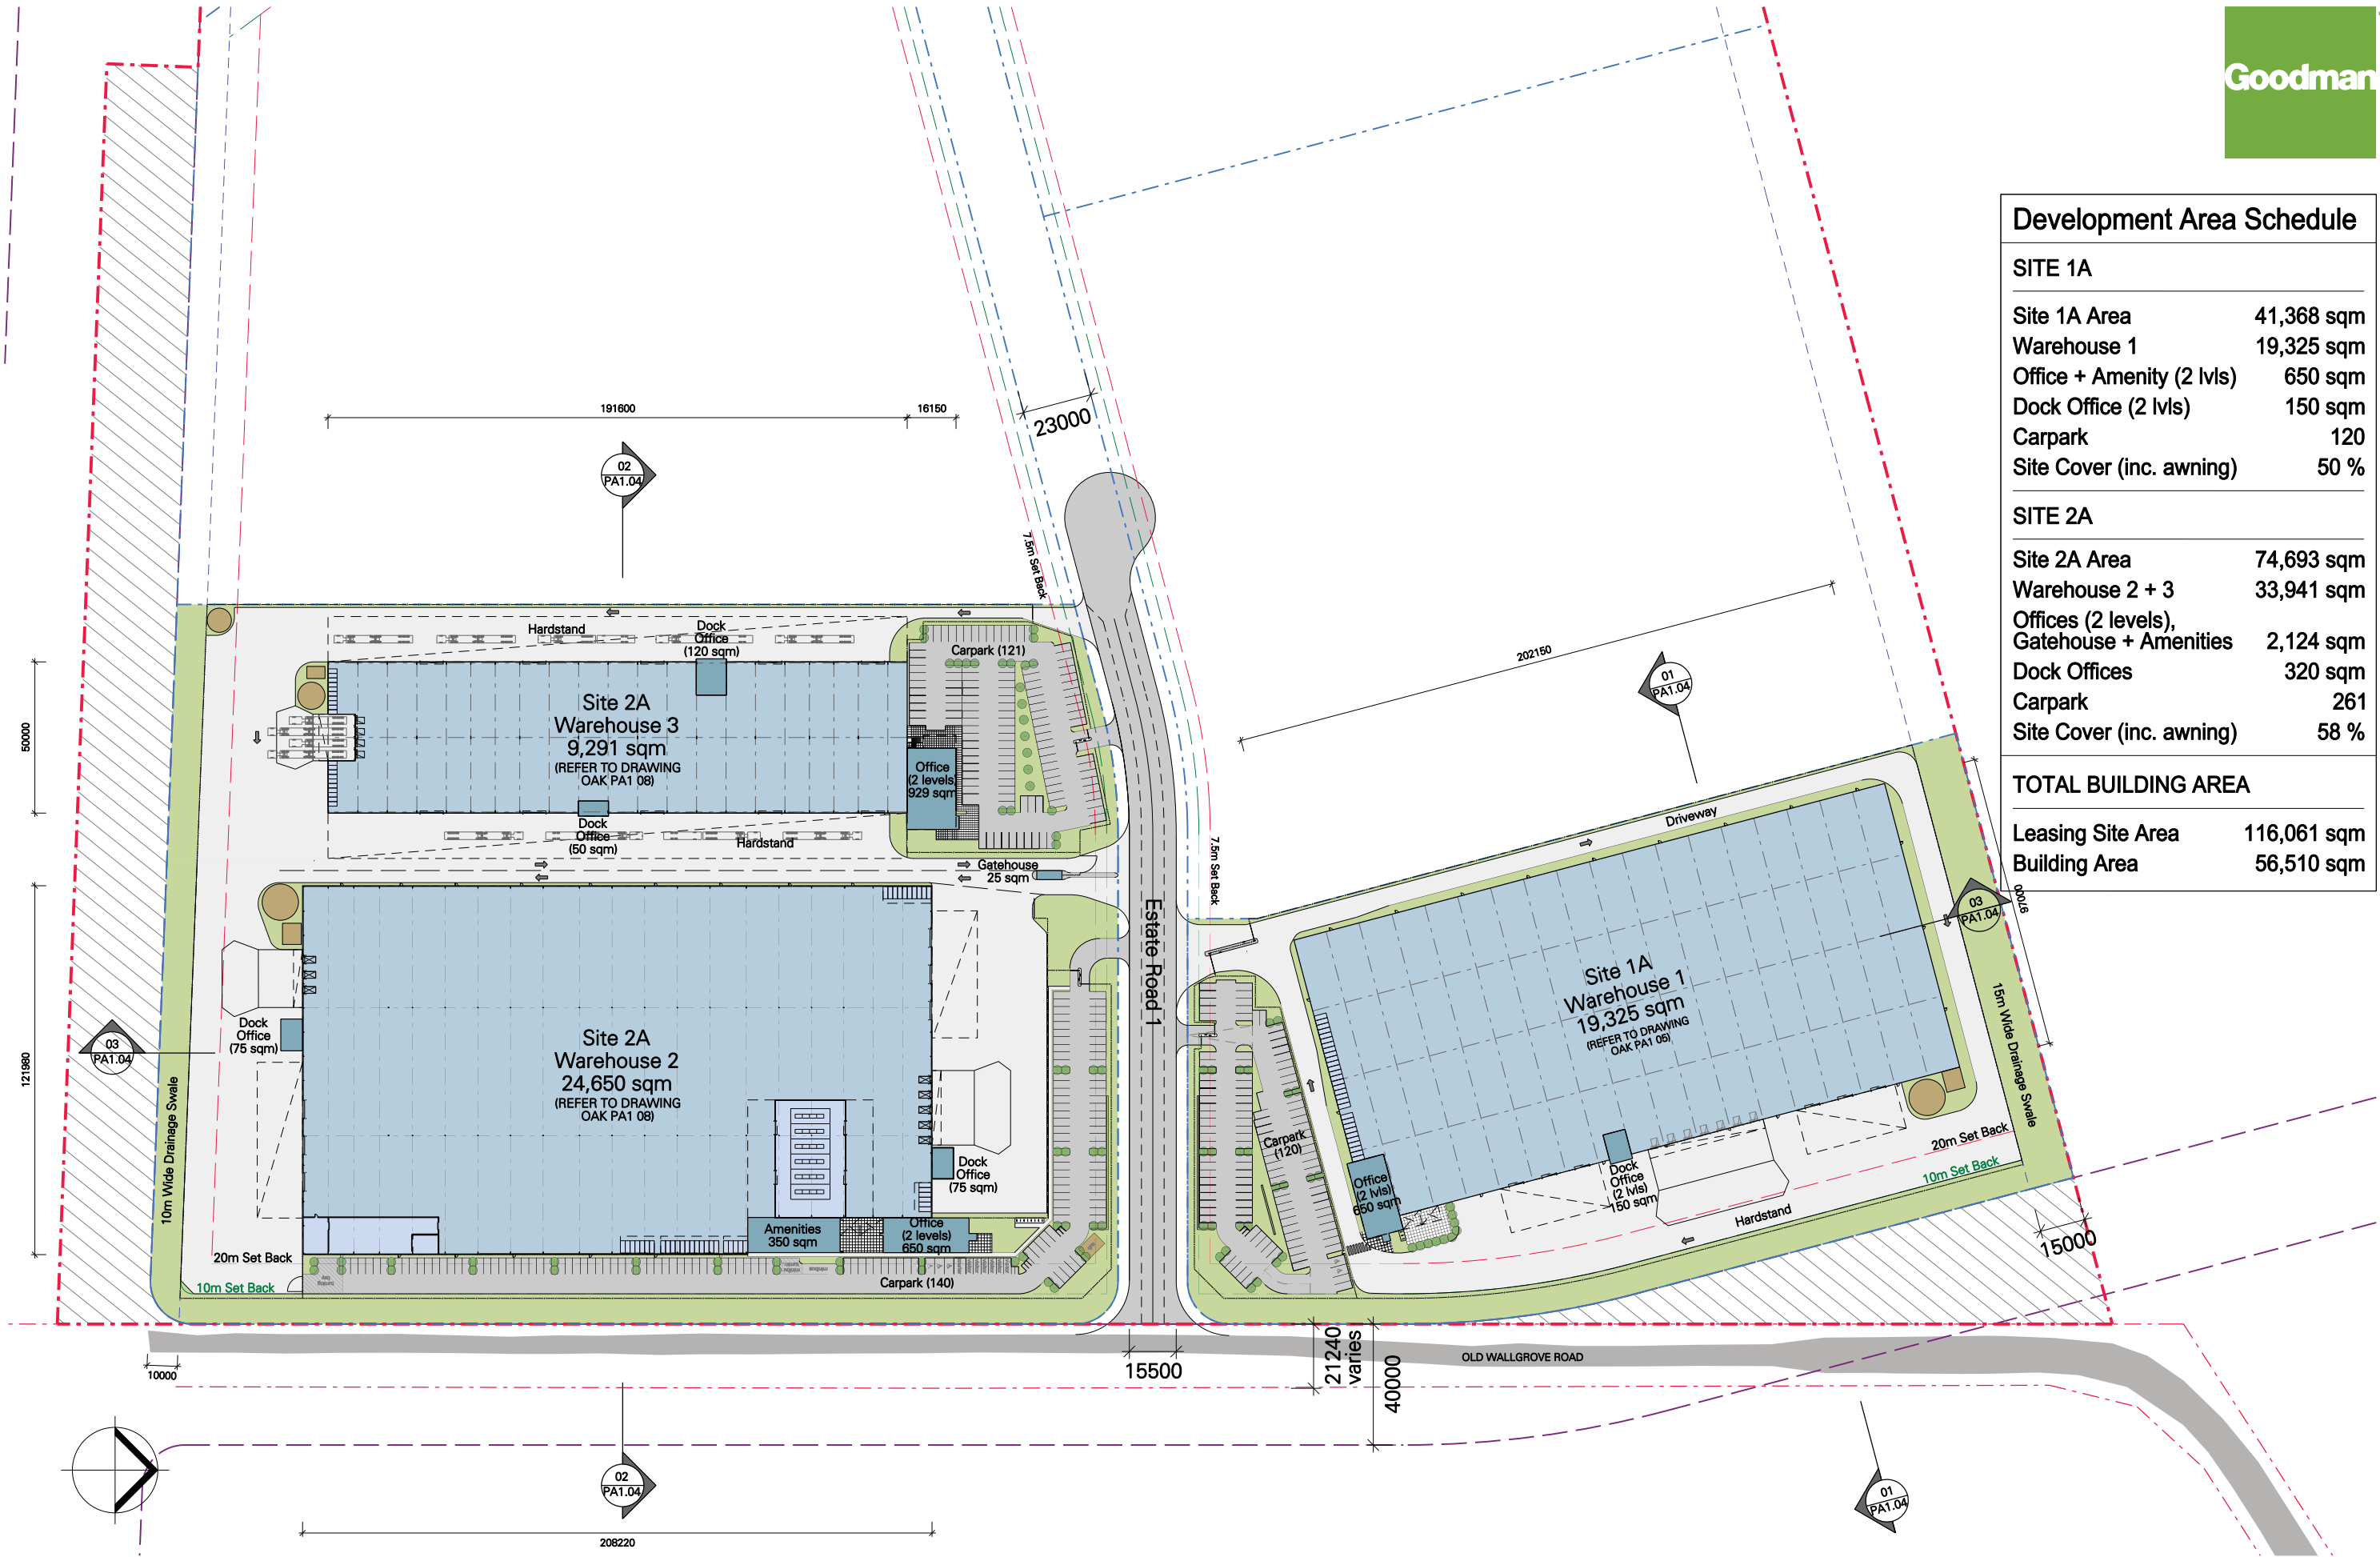 Goodman
Development Area Schedule
SITE 1A
Site 1A Area 41,368 sqm
Warehouse 1 19,325 sqm
Office + Amenity (2 lvls) 650 sqm
Dock Office (2 lvls) 150 sqm
Carpark 120
Site Cover (inc. awning) 50 %
SITE 2A
Site 2A Area 74,693 sqm
Warehouse 2 + 3 33,941 sqm
Offices (2 levels),
Gatehouse + Amenities 2,124 sqm
Dock Offices 320 sqm
Carpark 261
Site Cover (inc. awning) 58 %
TOTAL BUILDING AREA
Leasing Site Area 116,061 sqm
Building Area 56,510 sqm
191600
16150
23000
02
PA1.04
7.5m Set Back
Hardstand
Dock
Office
(120 sqm)
Carpark (121)
Site 2A
Warehouse 3
9,291 sqm
(REFER TO DRAWING
OAK PA1 08)
Office
(2 levels)
929 sqm
50000
Dock
Office
(50 sqm)
Hardstand
Gatehouse
25 sqm
202150
01
PA1.04
Driveway
7.5m Set Back
Estate Road 1
03
PA1.04
97000
Site 1A
Warehouse 1
19,325 sqm
(REFER TO DRAWING
OAK PA1 05)
15m Wide Drainage Swale
Dock
Office
(75 sqm)
03
PA1.04
121980
10m Wide Drainage Swale
Site 2A
Warehouse 2
24,650 sqm
(REFER TO DRAWING
OAK PA1 08)
Dock
Office
(75 sqm)
Amenities
350 sqm
Office
(2 levels)
650 sqm
Carpark
(120)
Office
(2 lvls)
650 sqm
Dock
Office
(2 lvls)
150 sqm
Hardstand
20m Set Back
10m Set Back
15000
20m Set Back
10m Set Back
Carpark (140)
10000
15500
21240
varies
40000
OLD WALLGROVE ROAD
02
PA1.04
01
PA1.04
208220